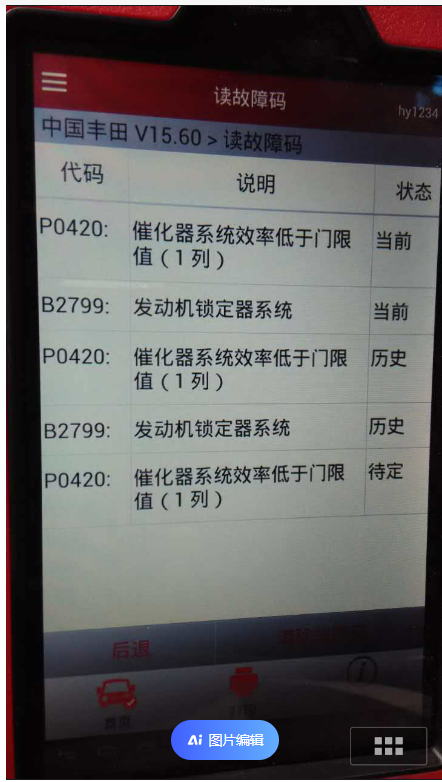 读故障码
hy1234
中国丰田 V15.60 > 读故障码
代码 说明 状态
P0420: 催化器系统效率低于门限 当前
值（1列）
B2799: 发动机锁定器系统 当前
P0420: 催化器系统效率低于门限 历史
值（1列）
B2799: 发动机锁定器系统 历史
P0420: 催化器系统效率低于门限 待定
值（1列）
后退
首页
Ai 图片编辑